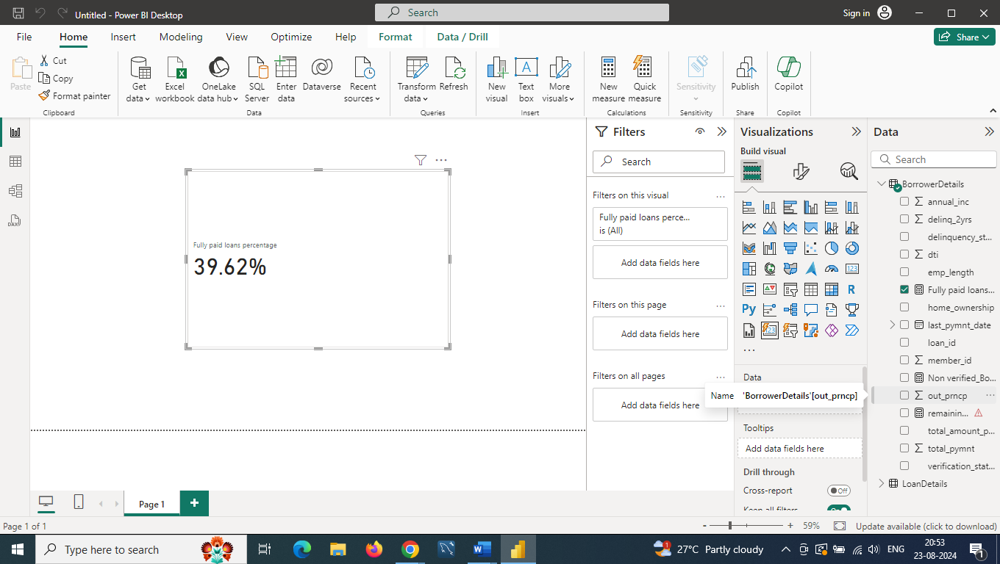 Untitled - Power BI Desktop
Search
Sign in
File
Home
Insert
Modeling
View
Optimize
Help
Format
Data / Drill
Share
Paste
Cut
Copy
Format painter
Clipboard
Get data
Excel workbook
OneLake data hub
SQL Server
Enter data
Dataverse
Recent sources
Data
Transform data
Refresh
Queries
New visual
Text box
More visuals
Insert
New measure
Quick measure
Calculations
Sensitivity
Sensitivity
Publish
Share
Copilot
Copilot
Fully paid loans percentage
39.62%
Filters
Search
Filters on this visual
Fully paid loans perce...
is (All)
Add data fields here
Filters on this page
Add data fields here
Filters on all pages
Add data fields here
Visualizations
Build visual
Data
Name 'BorrowerDetails'[out_prncp]
Tooltips
Add data fields here
Drill through
Cross-report
Off
Keep all filters
On
Data
Search
BorrowerDetails
annual_inc
delinq_2yrs
delinquency_st...
dti
emp_length
Fully paid loans...
home_ownership
last_pymnt_date
loan_id
member_id
Non verified_Bo...
out_prncp
remainin...
total_amount_p...
total_pymnt
verification_stat...
LoanDetails
Page 1
Page 1 of 1
59%
Update available (click to download)
Type here to search
27°C Partly cloudy
ENG
20:53
23-08-2024